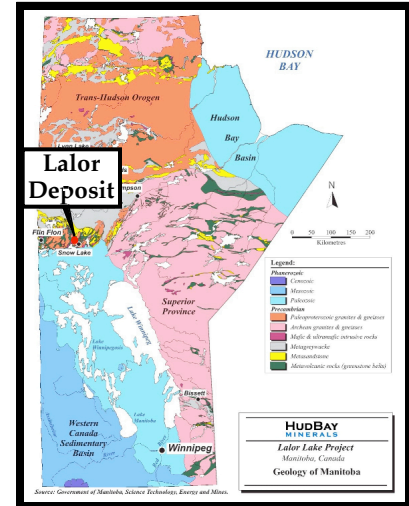 HUDSON
BAY
Trans-Hudson Orogen
Hudson
Bay
Basin
Lynn Lake
Lalor
Deposit
Flin Flon
Snow Lake
N
0 50 100 150 200
Kilometres
Superior
Province
Lake Winnipeg
Lake
Winnipegosis
Lake
Manitoba
Bissett
Winnipeg
Western
Canada
Sedimentary
Basin
Legend:
Phanerozoic
Cenozoic
Mesozoic
Paleozoic
Precambrian
Paleoproterozoic granites & gneisses
Archean granites & gneisses
Mafic & ultramafic intrusive rocks
Metagreywacke
Metasandstone
Metavolcanic rocks (greenstone belts)
HUDBAY
MINERALS
Lalor Lake Project
Manitoba, Canada
Geology of Manitoba
Source: Government of Manitoba, Science Technology, Energy and Mines.